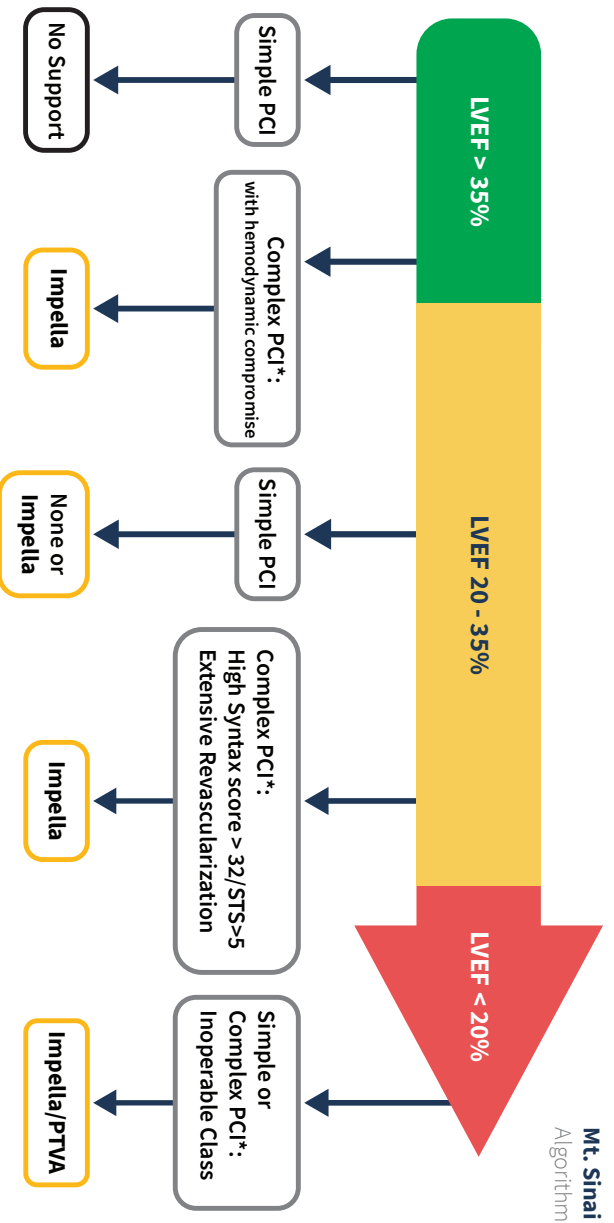 Mt. Sinai
Algorithm
LVEF > 35%
LVEF 20 - 35%
LVEF < 20%
Simple PCI
Complex PCI*:
with hemodynamic compromise
Simple PCI
Complex PCI*:
High Syntax score > 32/STS>5
Extensive Revascularization
Simple or
Complex PCI*:
Inoperable Class
No Support
Impella
None or
Impella
Impella
Impella/PTVA